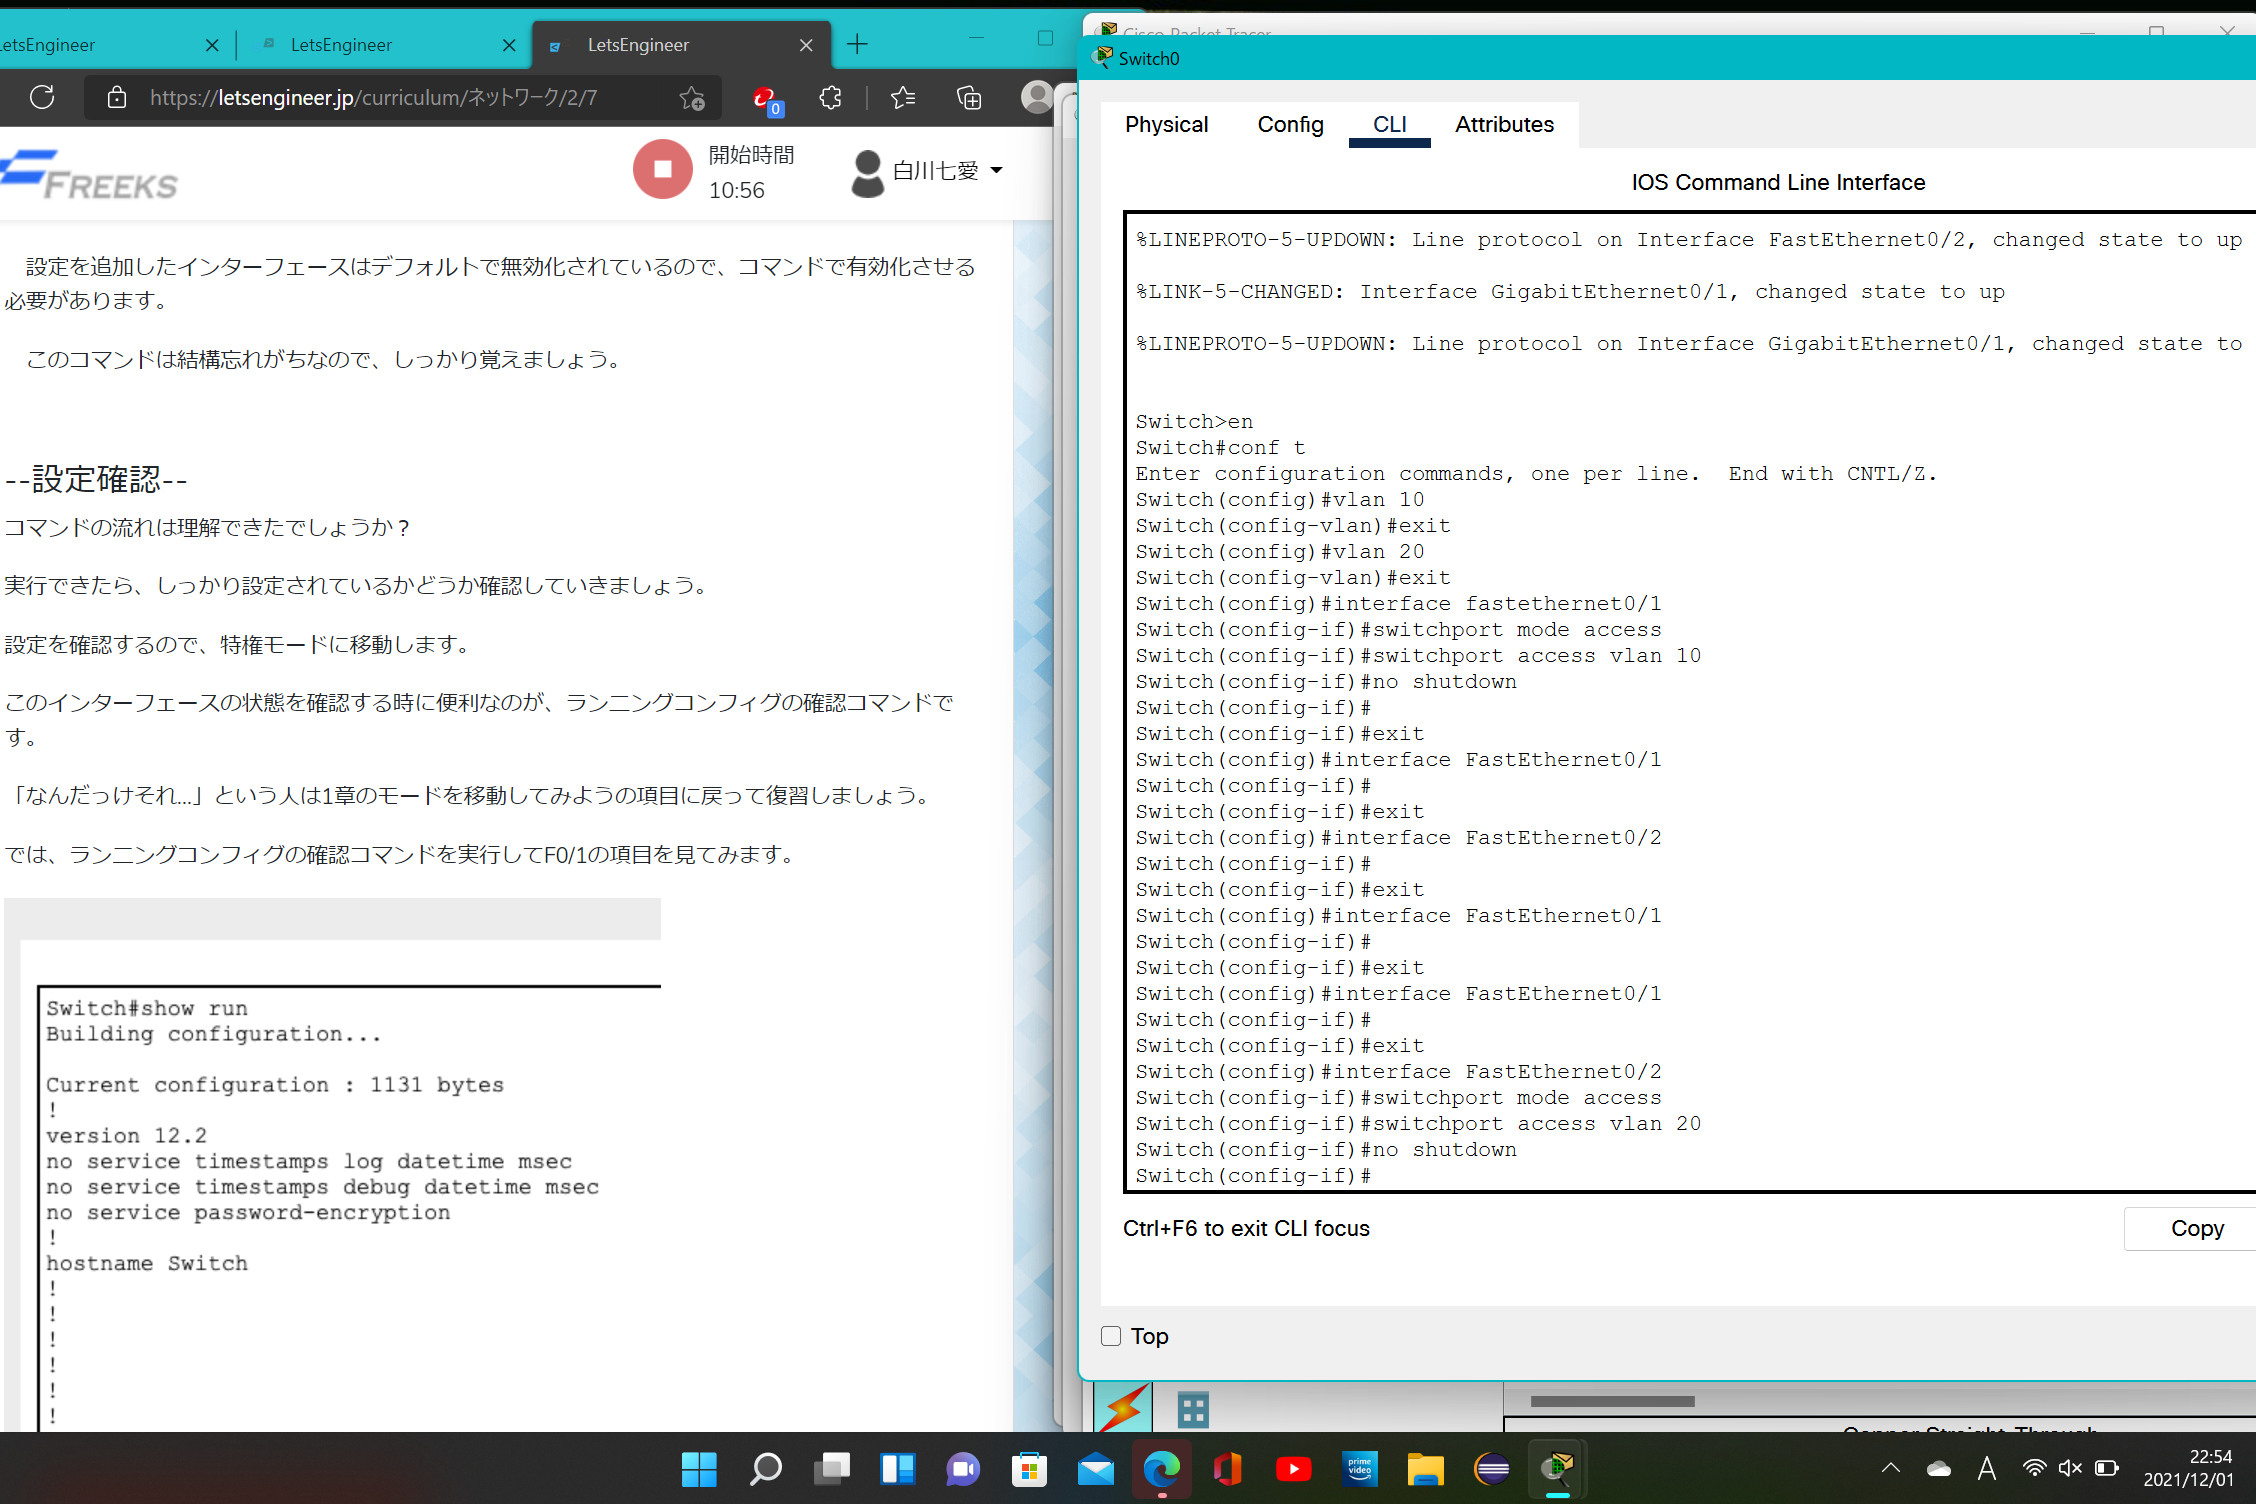 LetsEngineer
LetsEngineer
LetsEngineer
https://letsengineer.jp/curriculum/ネットワーク/2/7
0
FREEKS
開始時間
10:56
白川七愛
設定を追加したインターフェースはデフォルトで無効化されているので、コマンドで有効化させる
必要があります。
このコマンドは結構忘れがちなので、しっかり覚えましょう。
--設定確認--
コマンドの流れは理解できたでしょうか？
実行できたら、しっかり設定されているかどうか確認していきましょう。
設定を確認するので、特権モードに移動します。
このインターフェースの状態を確認する時に便利なのが、ランニングコンフィグの確認コマンドで
す。
「なんだっけそれ...」という人は1章のモードを移動してみようの項目に戻って復習しましょう。
では、ランニングコンフィグの確認コマンドを実行してF0/1の項目を見てみます。
Switch#show run
Building configuration...
Current configuration : 1131 bytes
!
version 12.2
no service timestamps log datetime msec
no service timestamps debug datetime msec
no service password-encryption
!
hostname Switch
!
!
!
!
!
!
Cisco Packet Tracer
Switch0
Physical
Config
CLI
Attributes
IOS Command Line Interface
%LINEPROTO-5-UPDOWN: Line protocol on Interface FastEthernet0/2, changed state to up
%LINK-5-CHANGED: Interface GigabitEthernet0/1, changed state to up
%LINEPROTO-5-UPDOWN: Line protocol on Interface GigabitEthernet0/1, changed state to
Switch>en
Switch#conf t
Enter configuration commands, one per line.  End with CNTL/Z.
Switch(config)#vlan 10
Switch(config-vlan)#exit
Switch(config)#vlan 20
Switch(config-vlan)#exit
Switch(config)#interface fastethernet0/1
Switch(config-if)#switchport mode access
Switch(config-if)#switchport access vlan 10
Switch(config-if)#no shutdown
Switch(config-if)#
Switch(config-if)#exit
Switch(config)#interface FastEthernet0/1
Switch(config-if)#
Switch(config-if)#exit
Switch(config)#interface FastEthernet0/2
Switch(config-if)#
Switch(config-if)#exit
Switch(config)#interface FastEthernet0/1
Switch(config-if)#
Switch(config-if)#exit
Switch(config)#interface FastEthernet0/1
Switch(config-if)#
Switch(config-if)#exit
Switch(config)#interface FastEthernet0/2
Switch(config-if)#switchport mode access
Switch(config-if)#switchport access vlan 20
Switch(config-if)#no shutdown
Switch(config-if)#
Ctrl+F6 to exit CLI focus
Copy
Top
Copper Straight-Through
prime video
A
22:54
2021/12/01